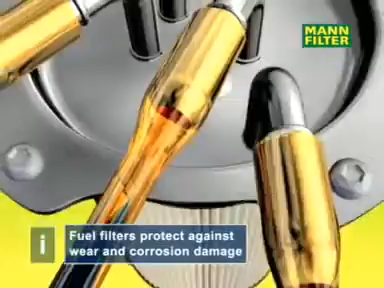 MANN
FILTER
i
Fuel filters protect against
wear and corrosion damage